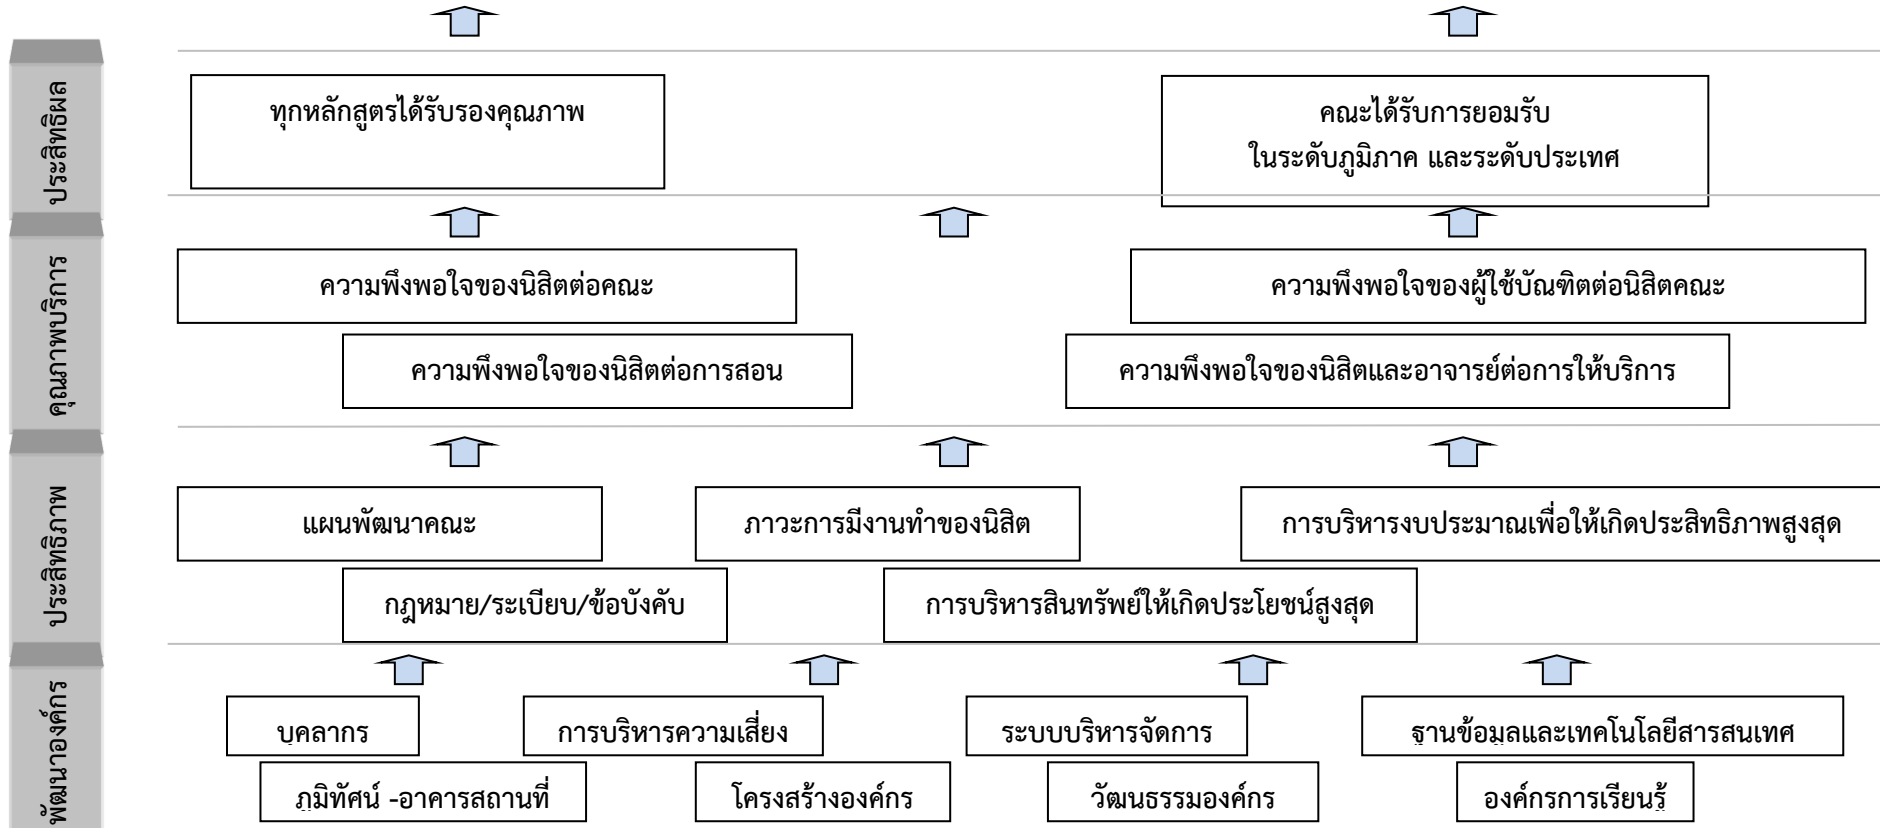 ประสิทธิผล
ทุกหลักสูตรได้รับรองคุณภาพ
คณะได้รับการยอมรับ
ในระดับภูมิภาค และระดับประเทศ
คุณภาพบริการ
ความพึงพอใจของนิสิตต่อคณะ
ความพึงพอใจของผู้ใช้บัณฑิตต่อนิสิตคณะ
ความพึงพอใจของนิสิตต่อการสอน
ความพึงพอใจของนิสิตและอาจารย์ต่อการให้บริการ
ประสิทธิภาพ
แผนพัฒนาคณะ
ภาวะการมีงานทำของนิสิต
การบริหารงบประมาณเพื่อให้เกิดประสิทธิภาพสูงสุด
กฎหมาย/ระเบียบ/ข้อบังคับ
การบริหารสินทรัพย์ให้เกิดประโยชน์สูงสุด
พัฒนาองค์กร
บุคลากร
การบริหารความเสี่ยง
ระบบบริหารจัดการ
ฐานข้อมูลและเทคโนโลยีสารสนเทศ
ภูมิทัศน์ -อาคารสถานที่
โครงสร้างองค์กร
วัฒนธรรมองค์กร
องค์กรการเรียนรู้